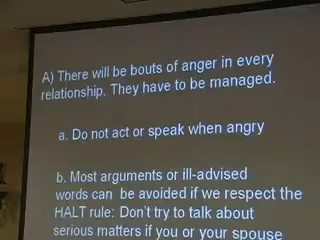 A) There will be bouts of anger in every
relationship. They have to be managed.
a. Do not act or speak when angry
b. Most arguments or ill-advised
words can be avoided if we respect the
HALT rule: Don't try to talk about
serious matters if you or your spouse